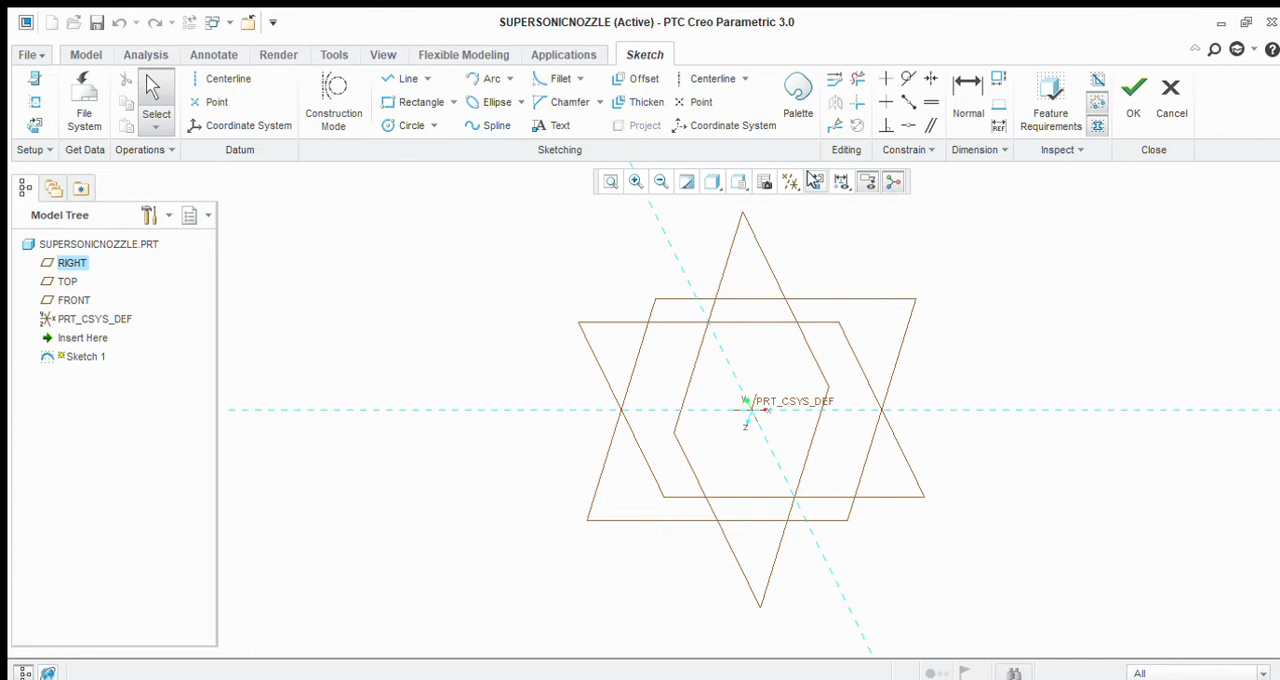 SUPERSONICNOZZLE (Active) - PTC Creo Parametric 3.0
File Model Analysis Annotate Render Tools View Flexible Modeling Applications Sketch
Centerline Line Arc Fillet Offset Centerline
Point Rectangle Ellipse Chamfer Thicken Point
Coordinate System Circle Spline Text Project Coordinate System
File System
Select
Construction Mode
Palette
Normal
Feature Requirements
OK
Cancel
Setup Get Data Operations Datum Sketching Editing Constrain Dimension Inspect Close
Model Tree
SUPERSONICNOZZLE.PRT
RIGHT
TOP
FRONT
PRT_CSYS_DEF
Insert Here
Sketch 1
Y
PRT_CSYS_DEF
X
Z
REF
All